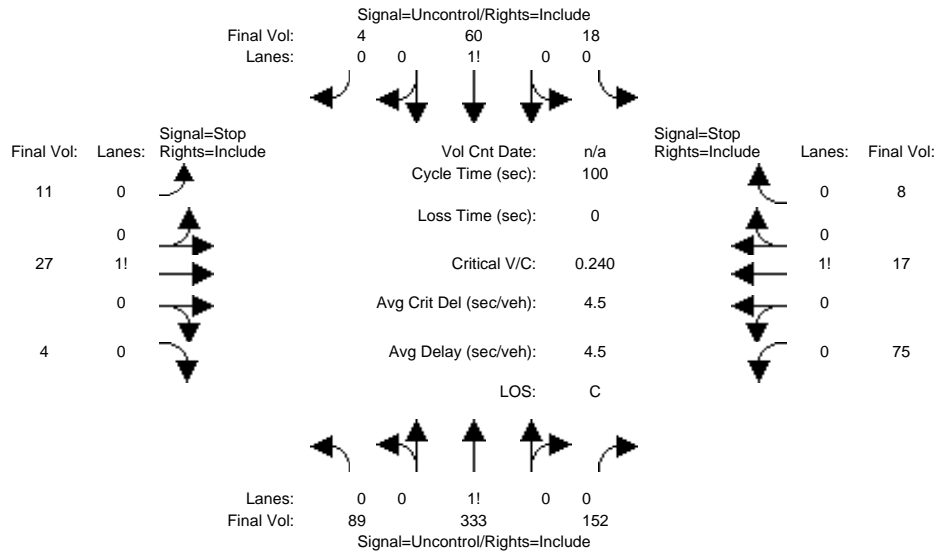 Signal=Uncontrol/Rights=Include
Final Vol: 4 60 18
Lanes: 0 0 1! 0 0
Signal=Stop
Final Vol: Lanes: Rights=Include
Vol Cnt Date: n/a
Signal=Stop
Rights=Include Lanes: Final Vol:
Cycle Time (sec): 100
11 0
0 8
Loss Time (sec): 0
0
0
27 1!
Critical V/C: 0.240
1! 17
0
Avg Crit Del (sec/veh): 4.5
0
4 0
Avg Delay (sec/veh): 4.5
0 75
LOS: C
Lanes: 0 0 1! 0 0
Final Vol: 89 333 152
Signal=Uncontrol/Rights=Include